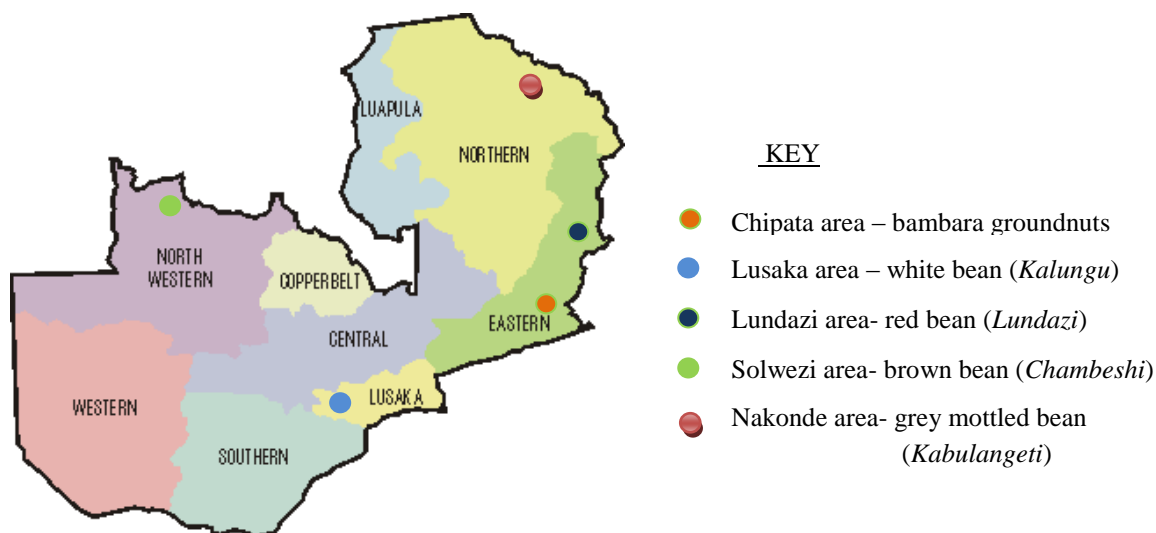 LUAPULA
NORTHERN
NORTH
WESTERN
COPPERBELT
CENTRAL
EASTERN
LUSAKA
WESTERN
SOUTHERN
KEY
Chipata area – bambara groundnuts
Lusaka area – white bean (Kalungu)
Lundazi area- red bean (Lundazi)
Solwezi area- brown bean (Chambeshi)
Nakonde area- grey mottled bean
(Kabulangeti)